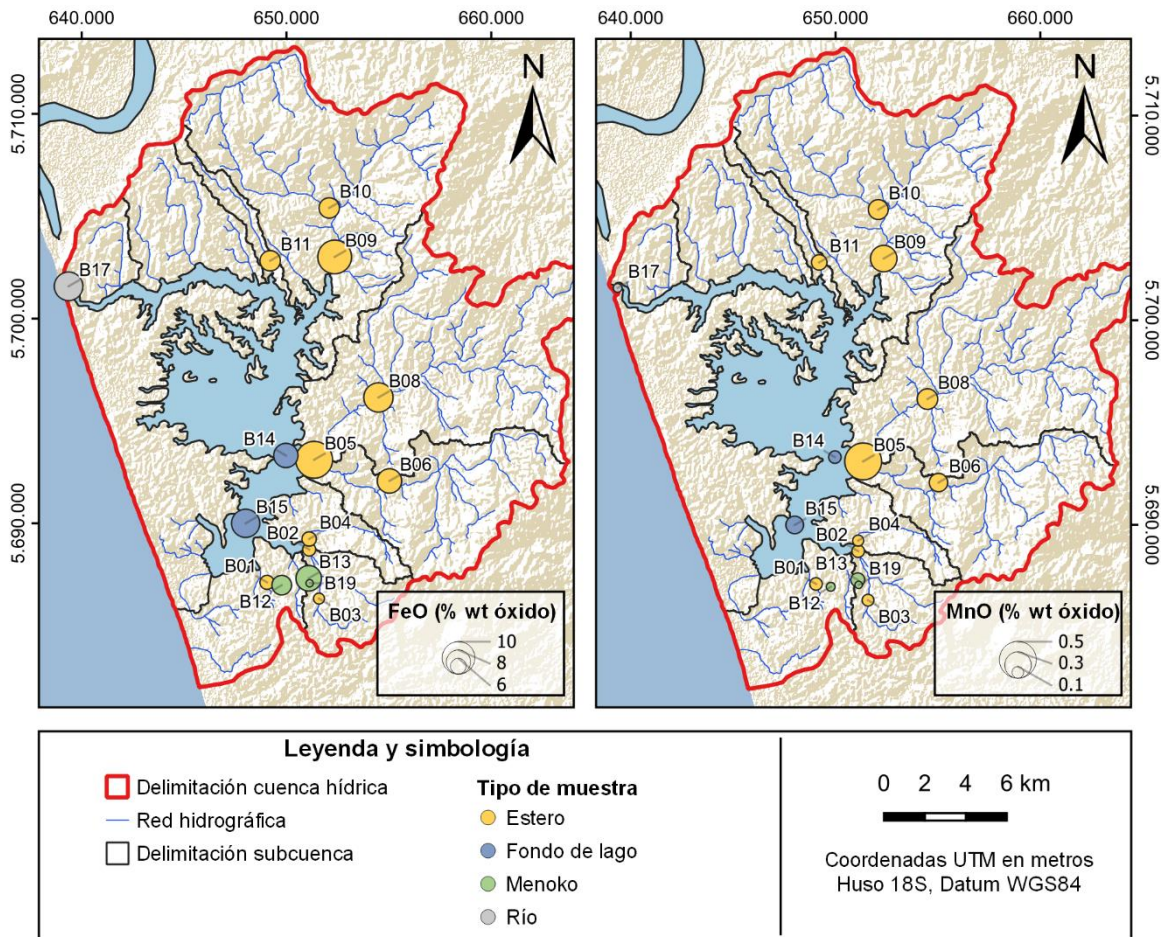 640.000 650.000 660.000
640.000 650.000 660.000
5.710.000
5.700.000
5.690.000
N
B10
B11
B09
B17
B08
B14
B05
B06
B15
B02
B04
B01
B13
B19
B12
B03
FeO (% wt óxido)
10
8
6
N
B10
B11
B09
B17
B08
B14
B05
B06
B15
B04
B02
B13
B01
B19
B12
B03
MnO (% wt óxido)
0.5
0.3
0.1
5.710.000
5.700.000
5.690.000
Leyenda y simbología
Delimitación cuenca hídrica
Red hidrográfica
Delimitación subcuenca
Tipo de muestra
Estero
Fondo de lago
Menoko
Río
0 2 4 6 km
Coordenadas UTM en metros
Huso 18S, Datum WGS84